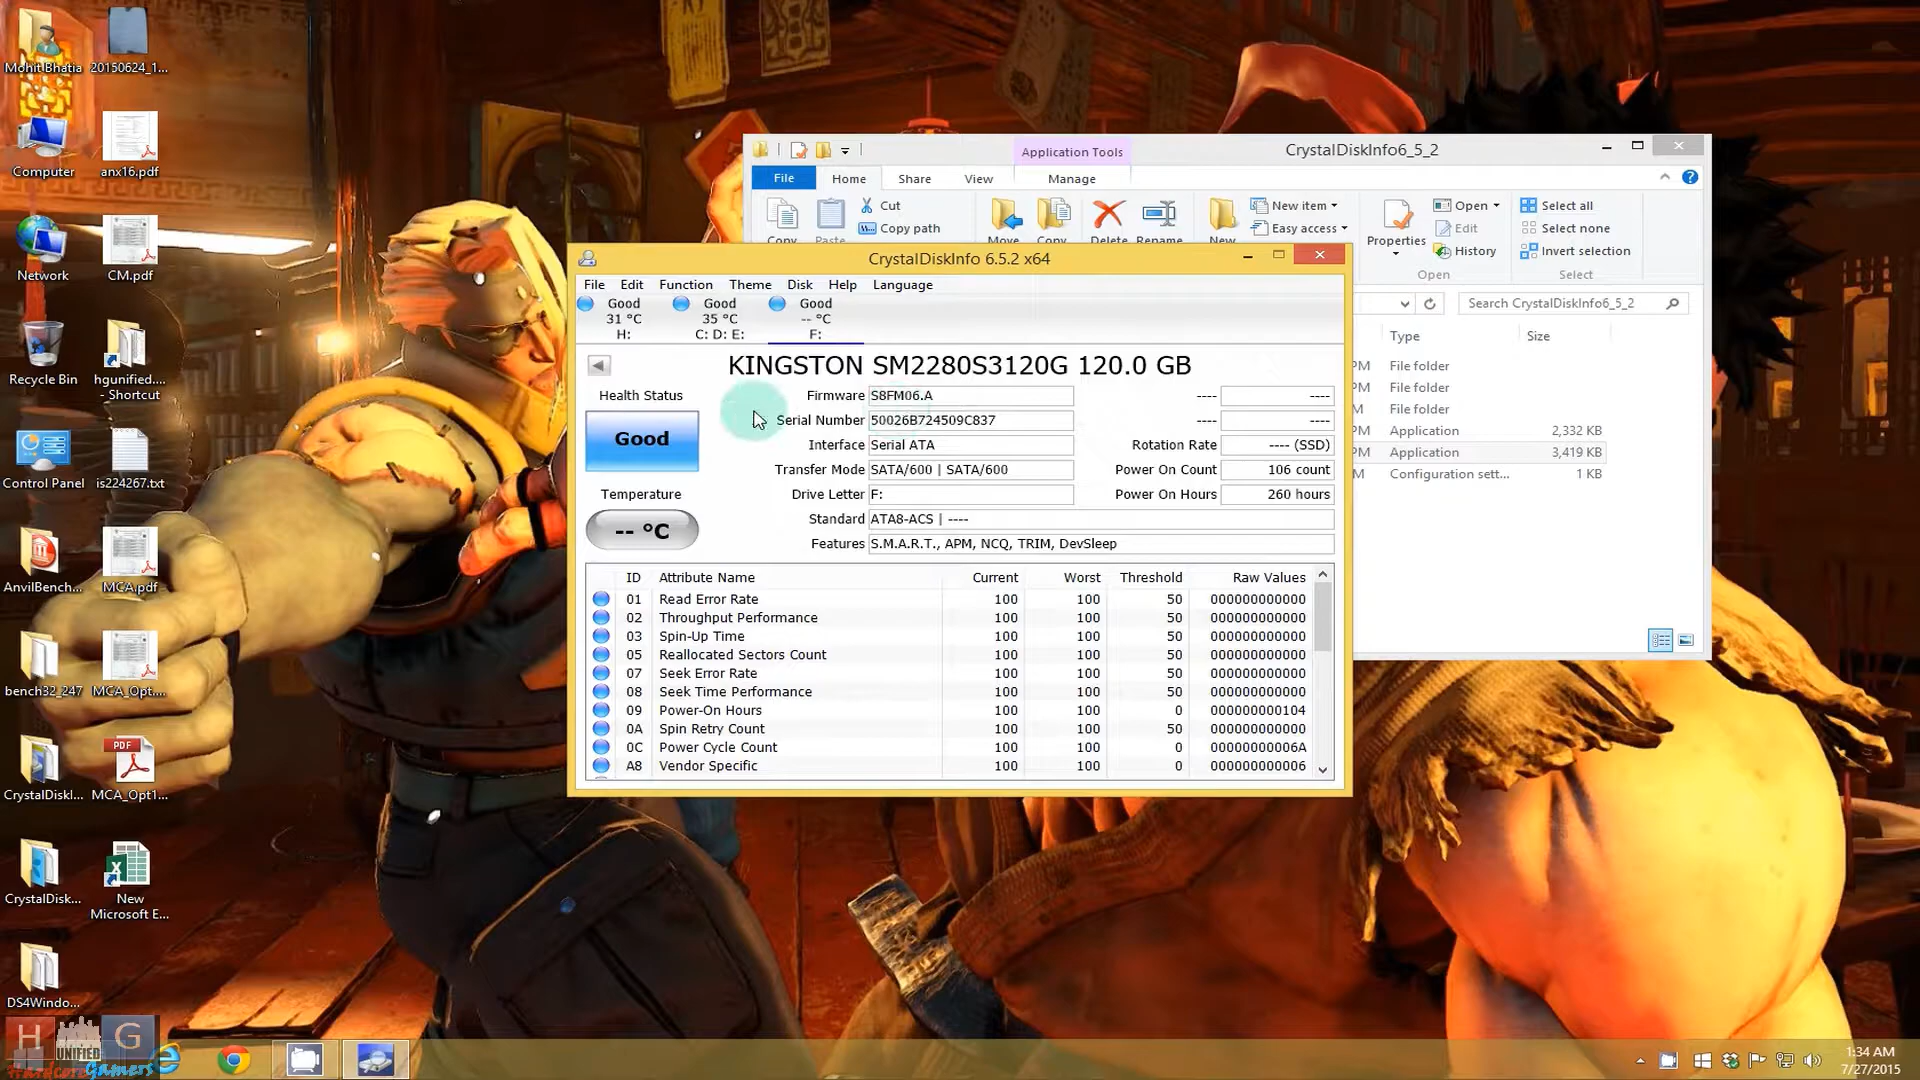 Mohit Bhatia
20150624_1...
Computer
anx16.pdf
Network
CM.pdf
Recycle Bin
hgunified....
- Shortcut
Control Panel
is224267.txt
AnvilBench...
MCA.pdf
bench32_247
MCA_Opt....
CrystalDiskI...
PDF
MCA_Opt1...
CrystalDisk...
New
Microsoft E...
DS4Windo...
H UNIFIED G
Hardcore Gamers
Application Tools
CrystalDiskInfo6_5_2
File Home Share View Manage
Copy Paste
Cut
Copy path
Move Copy Delete Rename
New
New item
Easy access
Properties
Open
Edit
History
Open
Select all
Select none
Invert selection
Select
Search CrystalDiskInfo6_5_2
Type Size
PM File folder
PM File folder
PM File folder
PM Application 2,332 KB
PM Application 3,419 KB
M Configuration sett... 1 KB
CrystalDiskInfo 6.5.2 x64
File Edit Function Theme Disk Help Language
Good Good Good
31 °C 35 °C -- °C
H: C: D: E: F:
KINGSTON SM2280S3120G 120.0 GB
Health Status
Good
Temperature
-- °C
Firmware S8FM06.A ---- ----
Serial Number 50026B724509C837 ---- ----
Interface Serial ATA Rotation Rate ---- (SSD)
Transfer Mode SATA/600 | SATA/600 Power On Count 106 count
Drive Letter F: Power On Hours 260 hours
Standard ATA8-ACS | ----
Features S.M.A.R.T., APM, NCQ, TRIM, DevSleep
ID Attribute Name Current Worst Threshold Raw Values
01 Read Error Rate 100 100 50 000000000000
02 Throughput Performance 100 100 50 000000000000
03 Spin-Up Time 100 100 50 000000000000
05 Reallocated Sectors Count 100 100 50 000000000000
07 Seek Error Rate 100 100 50 000000000000
08 Seek Time Performance 100 100 50 000000000000
09 Power-On Hours 100 100 0 000000000104
0A Spin Retry Count 100 100 50 000000000000
0C Power Cycle Count 100 100 0 00000000006A
A8 Vendor Specific 100 100 0 000000000006
1:34 AM
7/27/2015